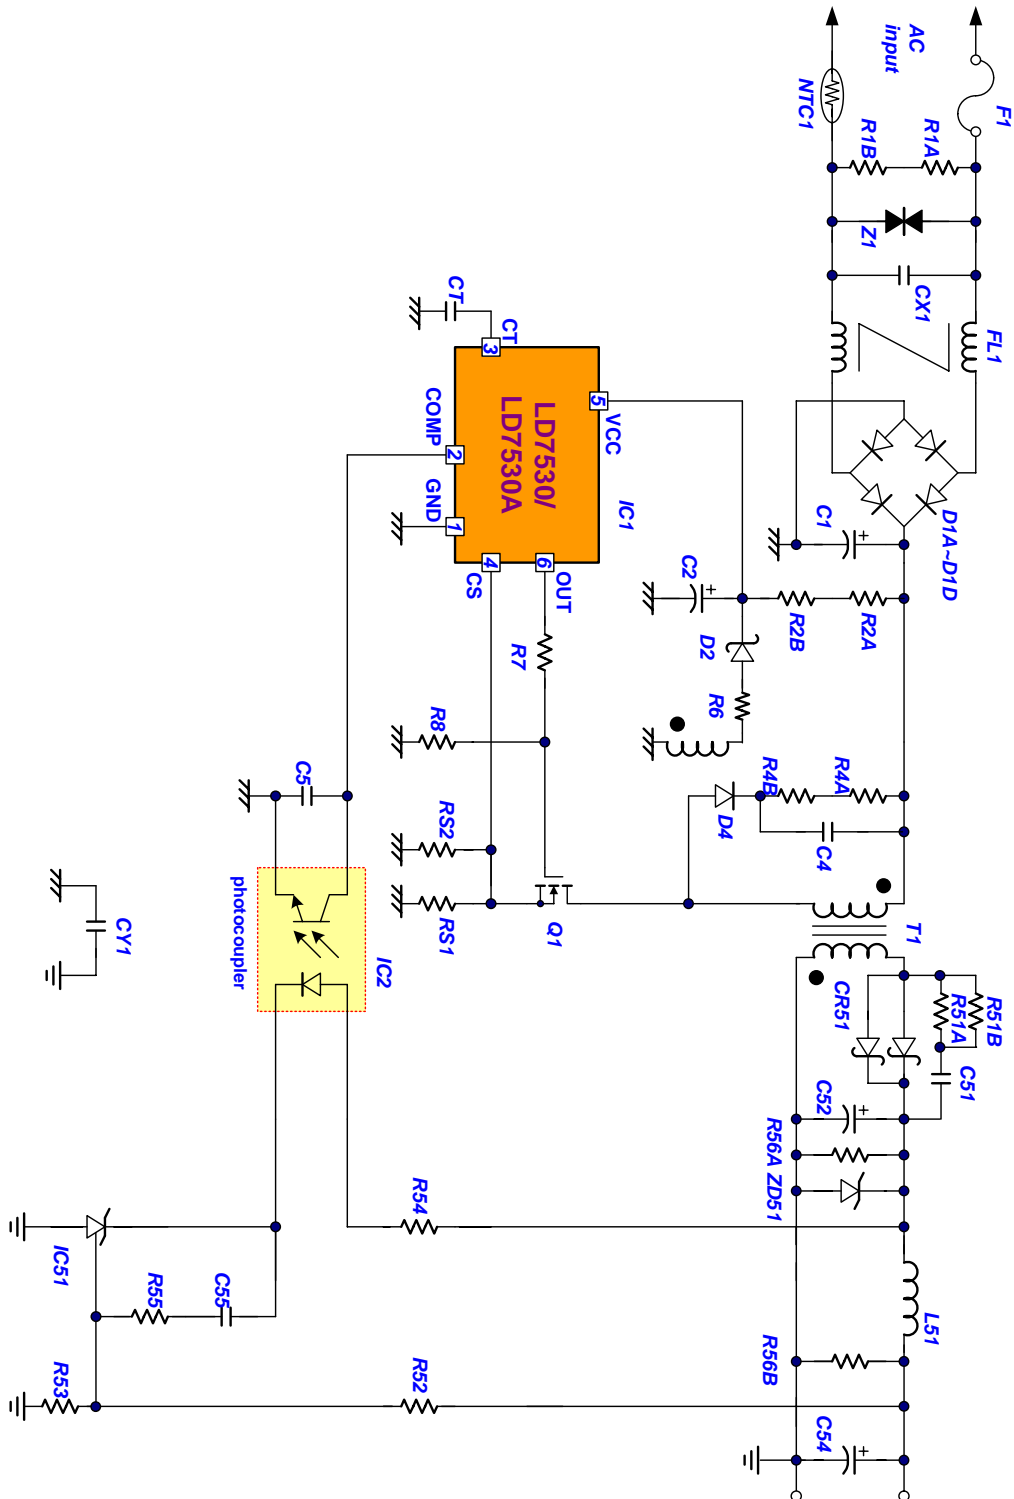 AC
input
F1
NTC1
R1B
R1A
Z1
CX1
FL1
D1A~D1D
C1
CT
CT
3
COMP
2
GND
1
LD7530/
LD7530A
5
VCC
IC1
4
CS
6
OUT
C2
R2B
R2A
D2
R6
R7
R8
R4B
R4A
D4
C4
C5
RS2
RS1
Q1
T1
photocoupler
IC2
CY1
CR51
R51A
R51B
C51
C52
R56A
ZD51
R54
IC51
R55
C55
L51
R56B
R53
R52
C54
+
+
+
+